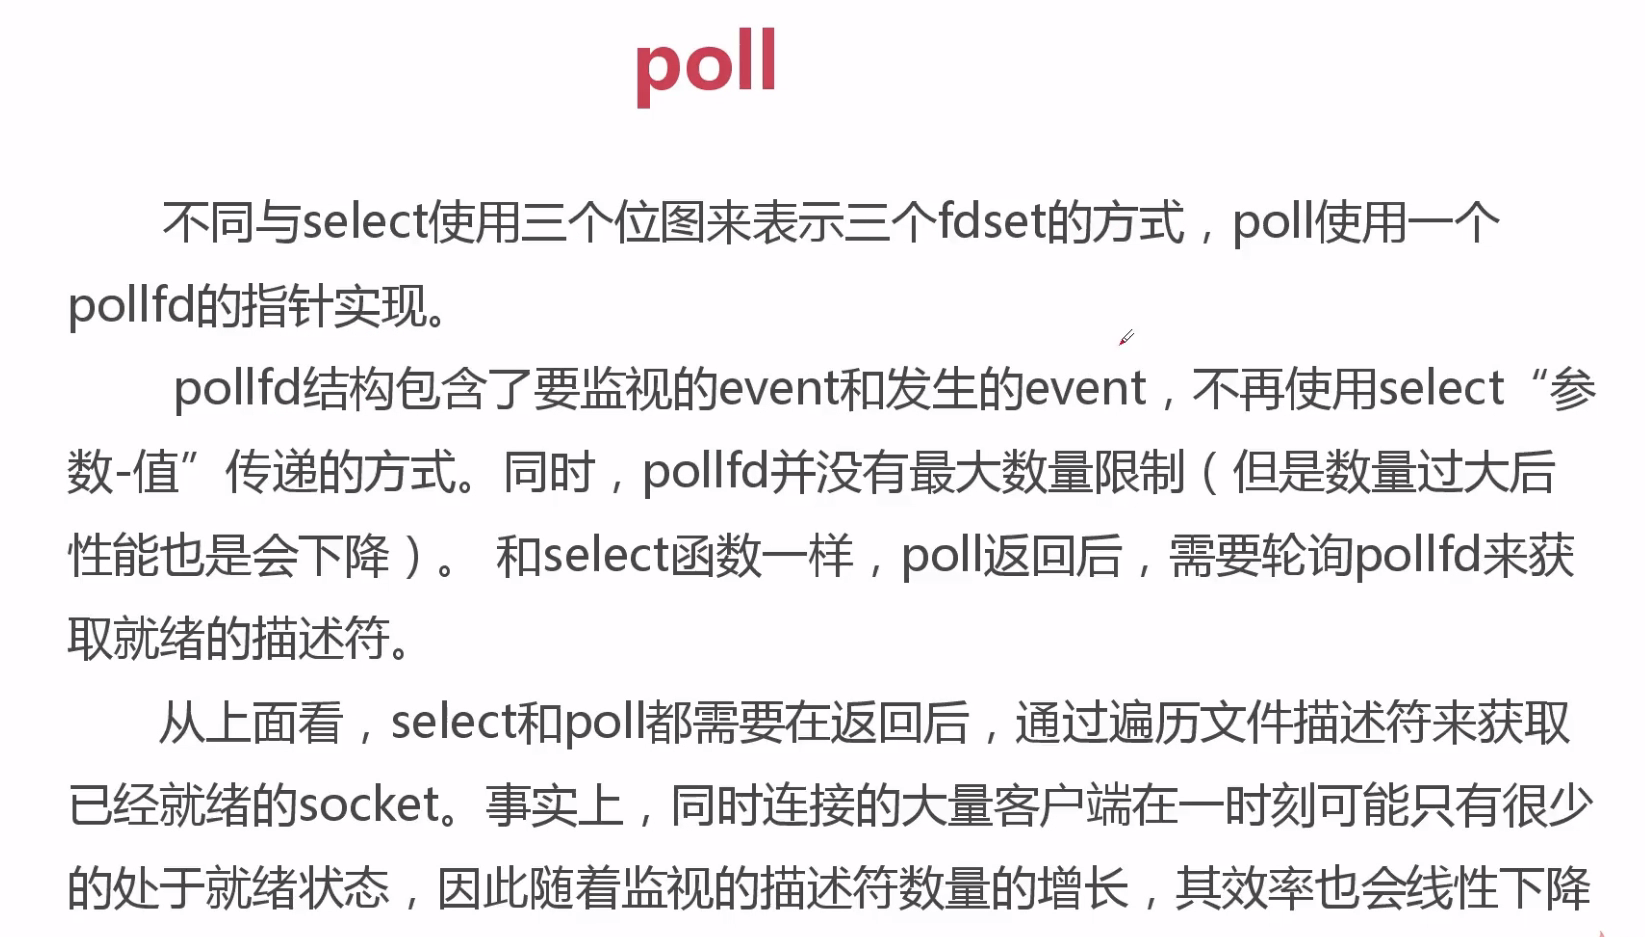 poll
不同与select使用三个位图来表示三个fdset的方式，poll使用一个
pollfd的指针实现。
pollfd结构包含了要监视的event和发生的event，不再使用select“参
数-值”传递的方式。同时，pollfd并没有最大数量限制（但是数量过大后
性能也是会下降）。 和select函数一样，poll返回后，需要轮询pollfd来获
取就绪的描述符。
从上面看，select和poll都需要在返回后，通过遍历文件描述符来获取
已经就绪的socket。事实上，同时连接的大量客户端在一时刻可能只有很少
的处于就绪状态，因此随着监视的描述符数量的增长，其效率也会线性下降